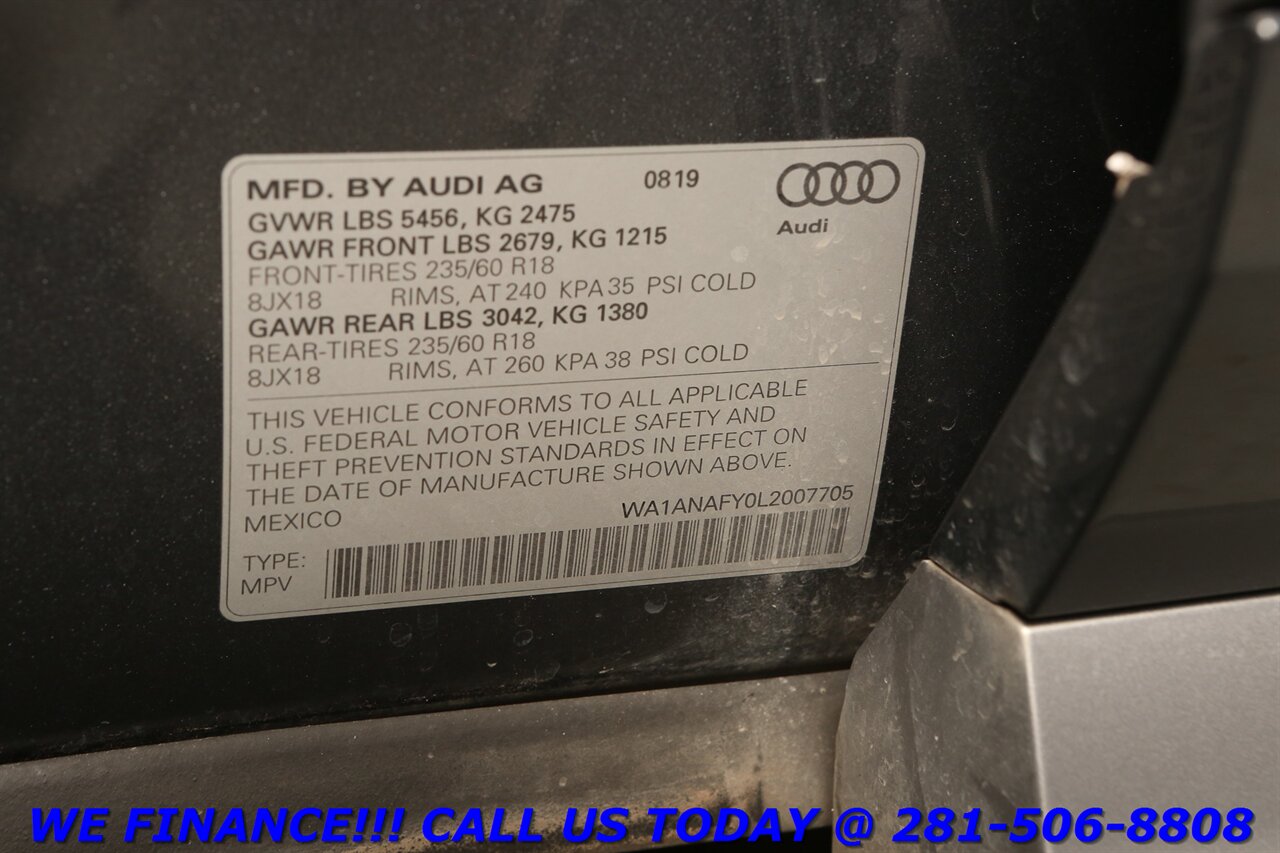 MFD. BY AUDI AG 0819
Audi
GVWR LBS 5456, KG 2475
GAWR FRONT LBS 2679, KG 1215
FRONT-TIRES 235/60 R18
8JX18 RIMS, AT 240 KPA 35 PSI COLD
GAWR REAR LBS 3042, KG 1380
REAR-TIRES 235/60 R18
8JX18 RIMS, AT 260 KPA 38 PSI COLD
THIS VEHICLE CONFORMS TO ALL APPLICABLE
U.S. FEDERAL MOTOR VEHICLE SAFETY AND
THEFT PREVENTION STANDARDS IN EFFECT ON
THE DATE OF MANUFACTURE SHOWN ABOVE.
MEXICO WA1ANAFY0L2007705
TYPE:
MPV
WE FINANCE!!! CALL US TODAY @ 281-506-8808